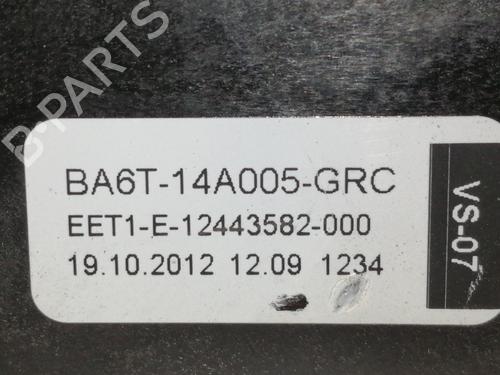 B-PARTS
BA6T-14A005-GRC
EET1-E-12443582-000
19.10.2012 12.09 1234
VS-07